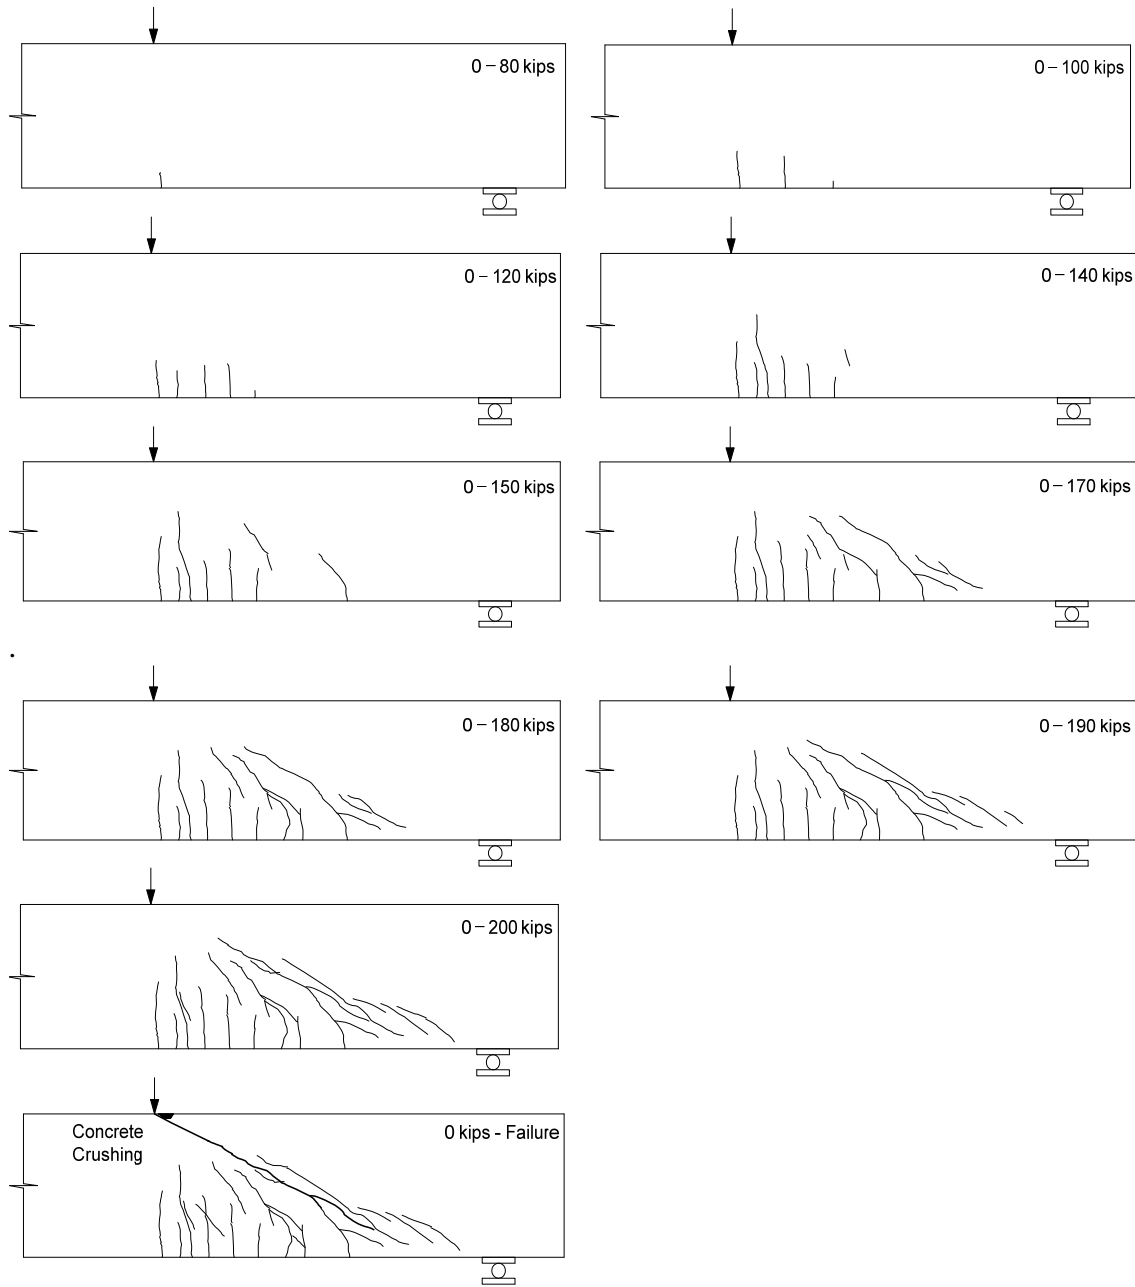 0 – 80 kips
0 – 100 kips
0 – 120 kips
0 – 140 kips
0 – 150 kips
0 – 170 kips
0 – 180 kips
0 – 190 kips
0 – 200 kips
Concrete
Crushing
0 kips - Failure